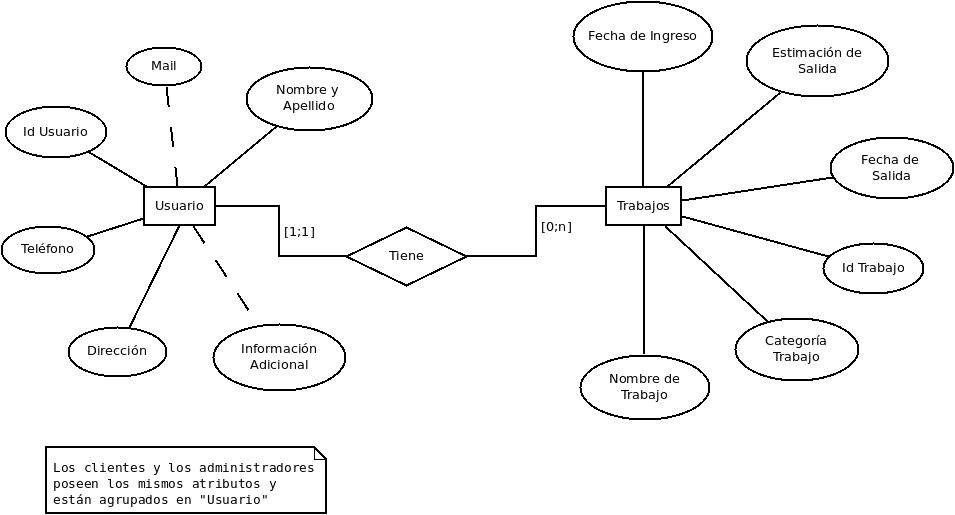 Fecha de Ingreso
Estimación de
Salida
Mail
Nombre y
Apellido
Id Usuario
Fecha de
Salida
Usuario
Trabajos
[1;1]
[0;n]
Teléfono
Tiene
Id Trabajo
Dirección
Información
Adicional
Categoría
Trabajo
Nombre de
Trabajo
Los clientes y los administradores
poseen los mismos atributos y
están agrupados en "Usuario"